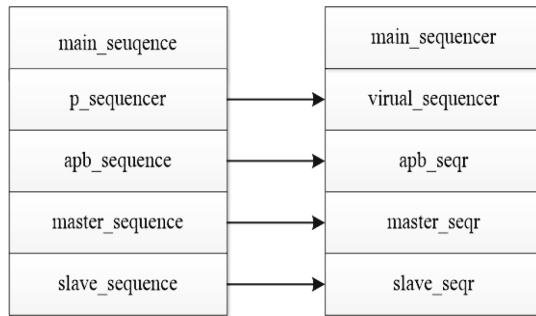 main_seuqence
main_sequencer
p_sequencer
virual_sequencer
apb_sequence
apb_seqr
master_sequence
master_seqr
slave_sequence
slave_seqr